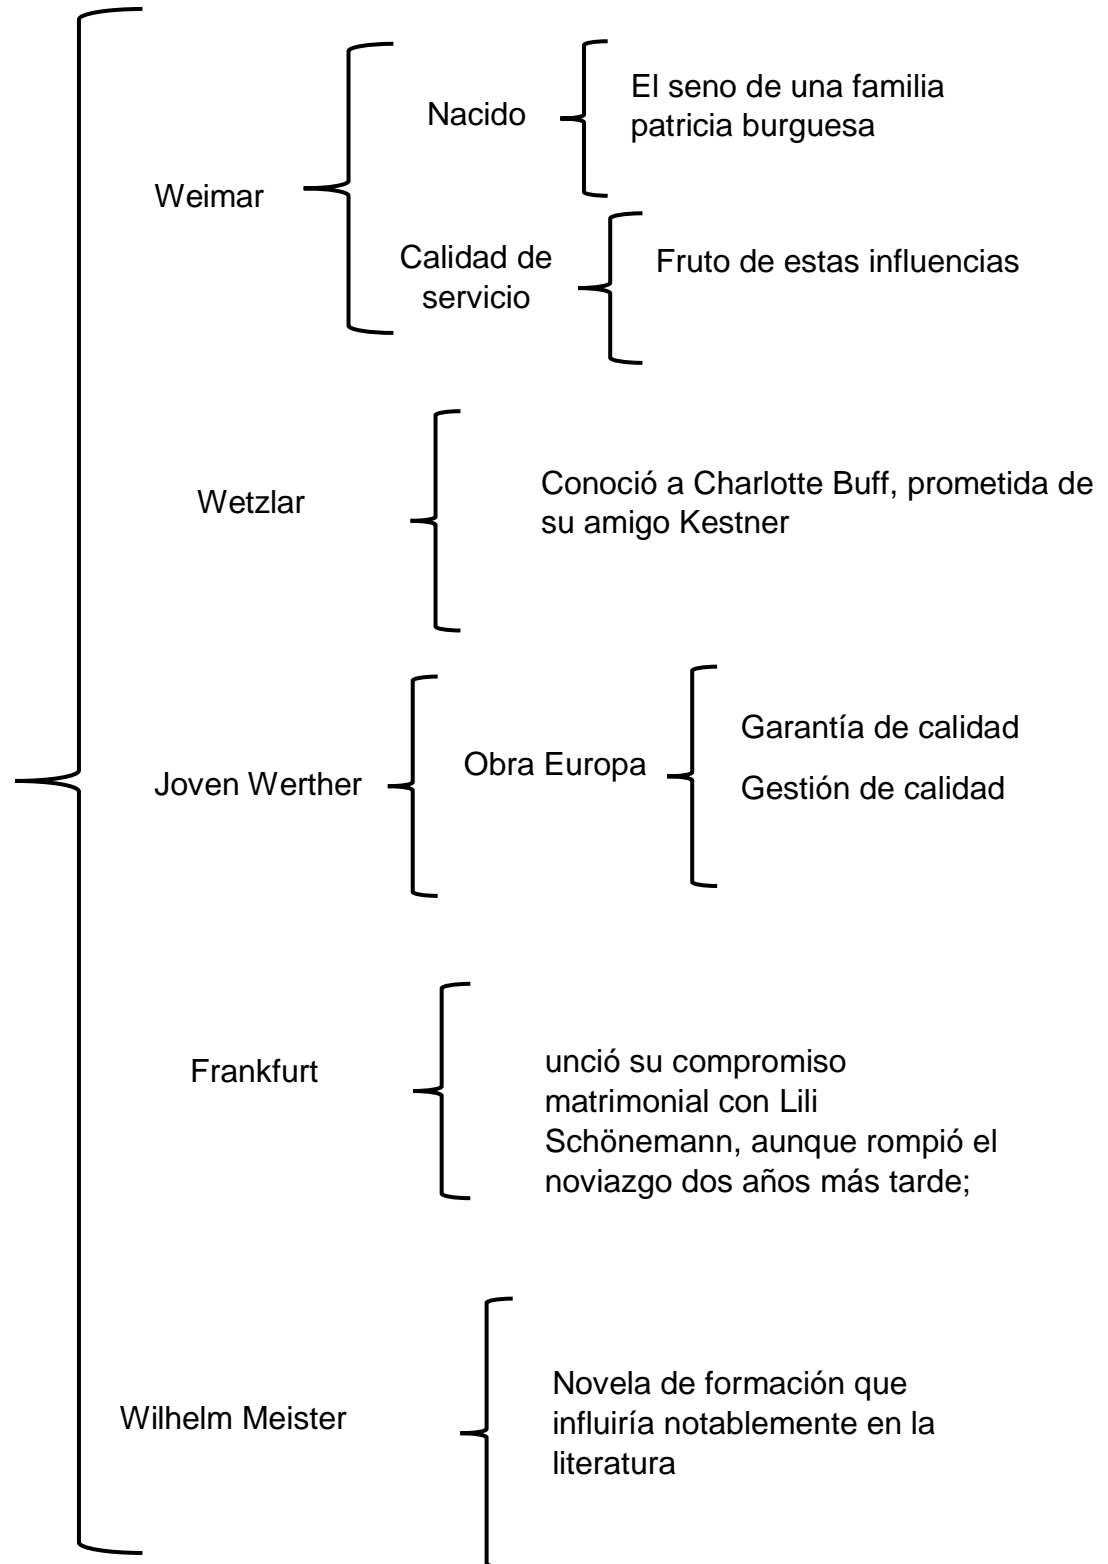 Weimar
Nacido
El seno de una familia
patricia burguesa
Calidad de
servicio
Fruto de estas influencias
Wetzlar
Conoció a Charlotte Buff, prometida de
su amigo Kestner
Joven Werther
Obra Europa
Garantía de calidad
Gestión de calidad
Frankfurt
unció su compromiso
matrimonial con Lili
Schönemann, aunque rompió el
noviazgo dos años más tarde;
Wilhelm Meister
Novela de formación que
influiría notablemente en la
literatura